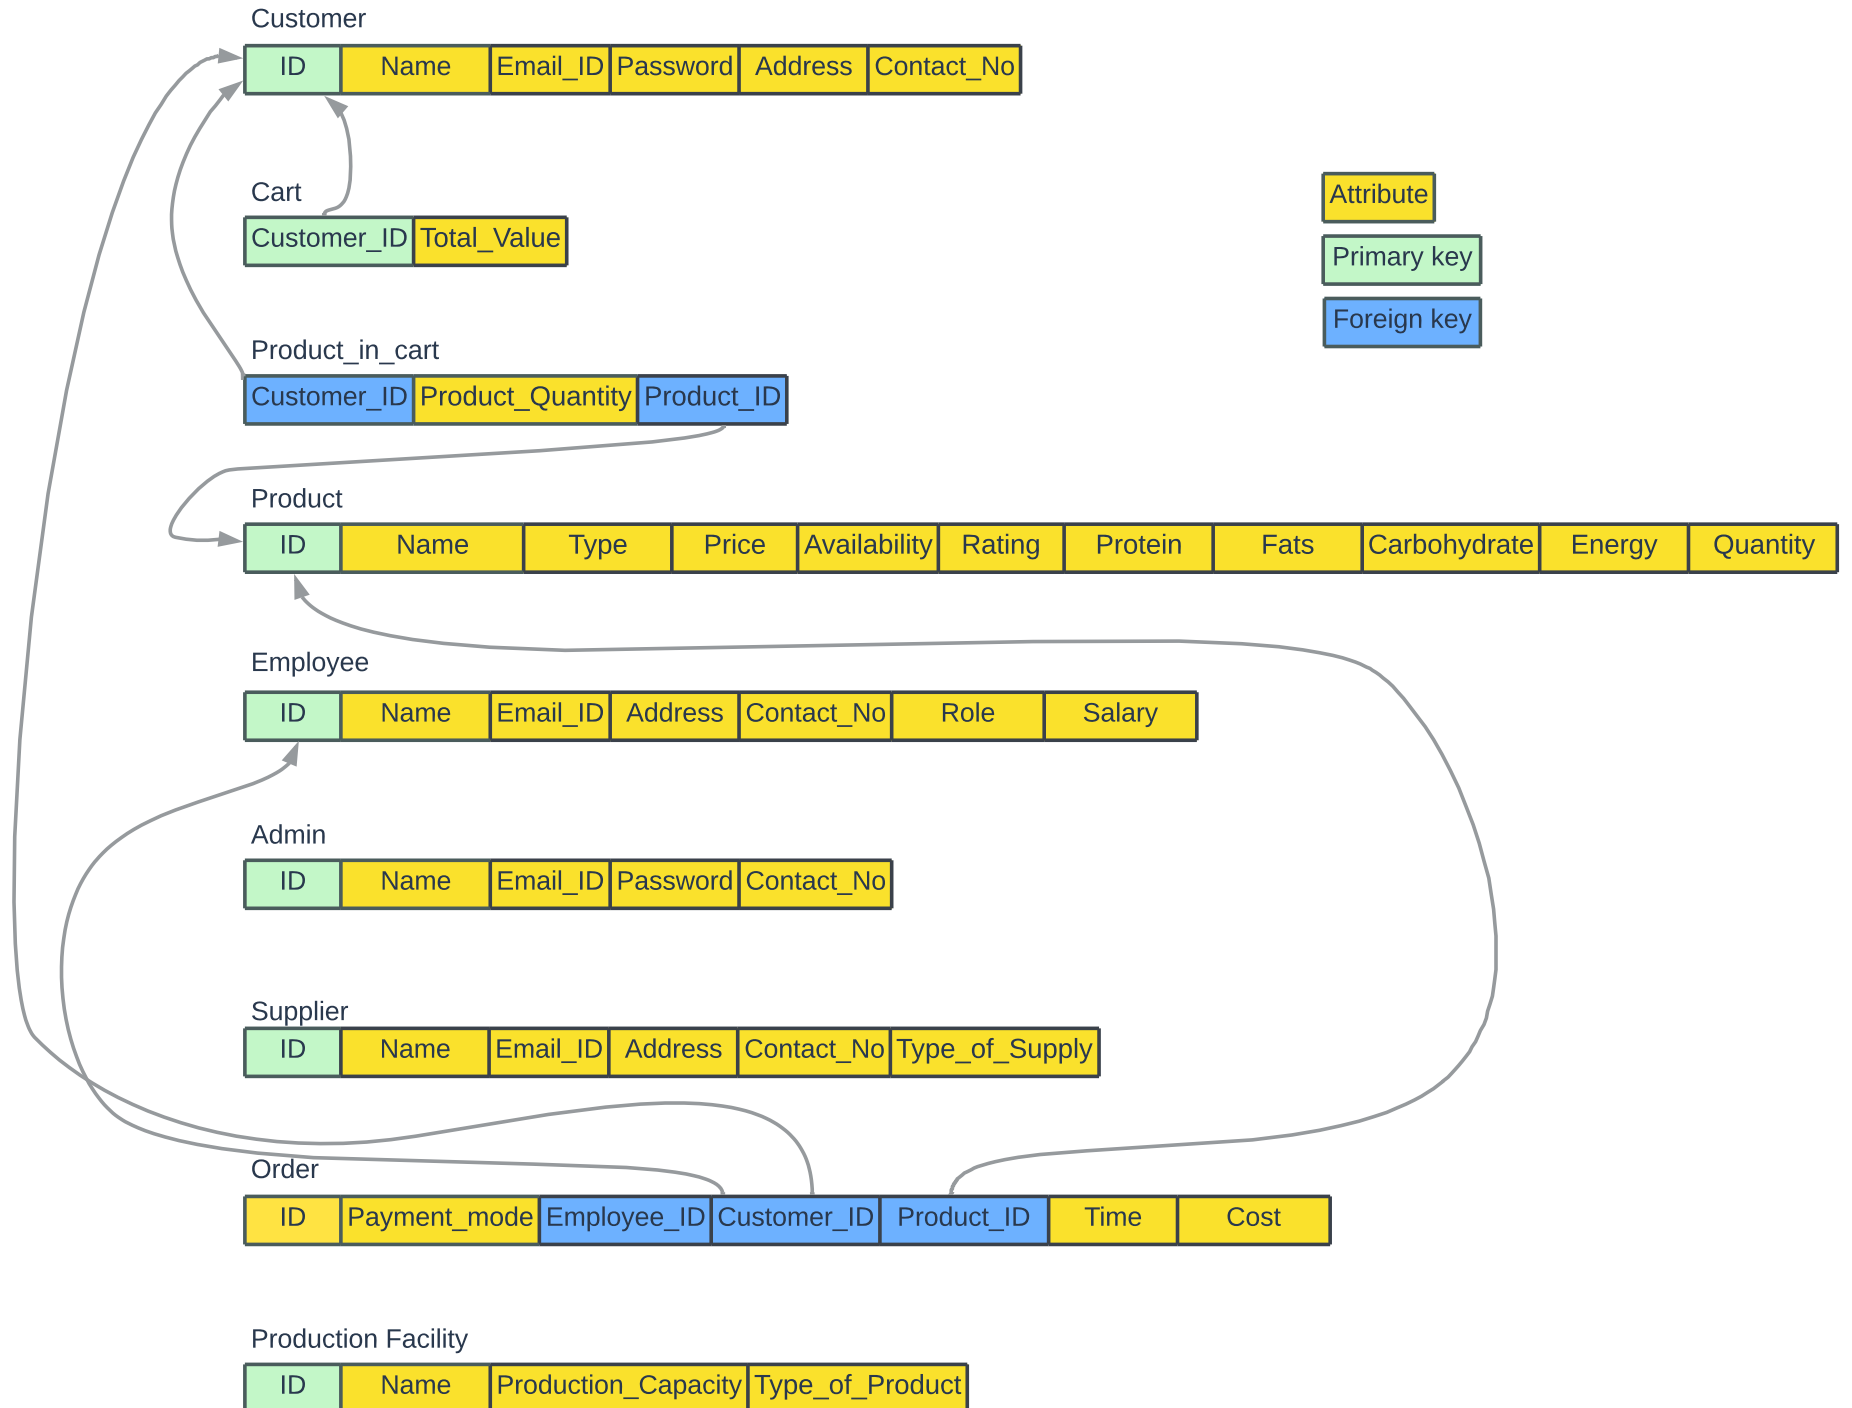 Customer
ID Name Email_ID Password Address Contact_No
Cart
Customer_ID Total_Value
Attribute
Primary key
Foreign key
Product_in_cart
Customer_ID Product_Quantity Product_ID
Product
ID Name Type Price Availability Rating Protein Fats Carbohydrate Energy Quantity
Employee
ID Name Email_ID Address Contact_No Role Salary
Admin
ID Name Email_ID Password Contact_No
Supplier
ID Name Email_ID Address Contact_No Type_of_Supply
Order
ID Payment_mode Employee_ID Customer_ID Product_ID Time Cost
Production Facility
ID Name Production_Capacity Type_of_Product